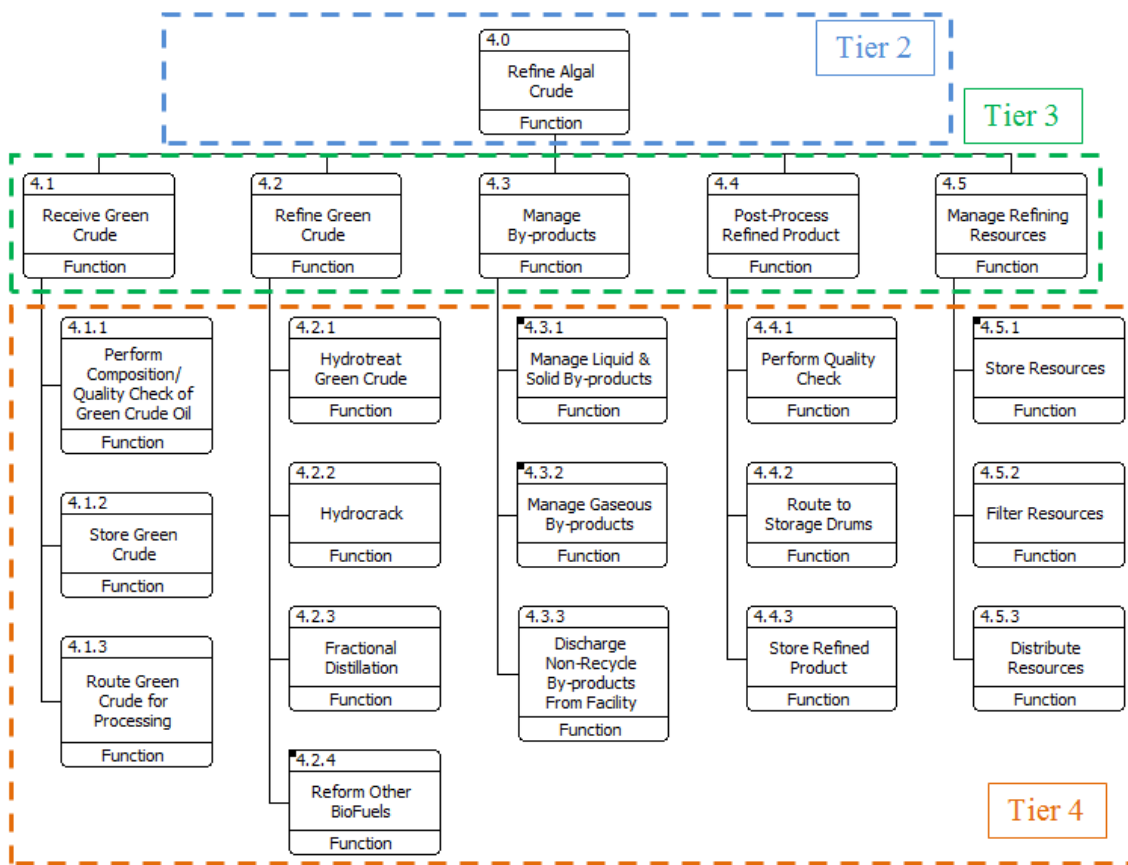 4.0
Refine Algal
Crude
Function
Tier 2
Tier 3
4.1
Receive Green
Crude
Function
4.2
Refine Green
Crude
Function
4.3
Manage
By-products
Function
4.4
Post-Process
Refined Product
Function
4.5
Manage Refining
Resources
Function
4.1.1
Perform
Composition/
Quality Check of
Green Crude Oil
Function
4.1.2
Store Green
Crude
Function
4.1.3
Route Green
Crude for
Processing
Function
4.2.1
Hydrotreat
Green Crude
Function
4.2.2
Hydrocrack
Function
4.2.3
Fractional
Distillation
Function
4.2.4
Reform Other
BioFuels
Function
4.3.1
Manage Liquid &
Solid By-products
Function
4.3.2
Manage Gaseous
By-products
Function
4.3.3
Discharge
Non-Recycle
By-products
From Facility
Function
4.4.1
Perform Quality
Check
Function
4.4.2
Route to
Storage Drums
Function
4.4.3
Store Refined
Product
Function
4.5.1
Store Resources
Function
4.5.2
Filter Resources
Function
4.5.3
Distribute
Resources
Function
Tier 4